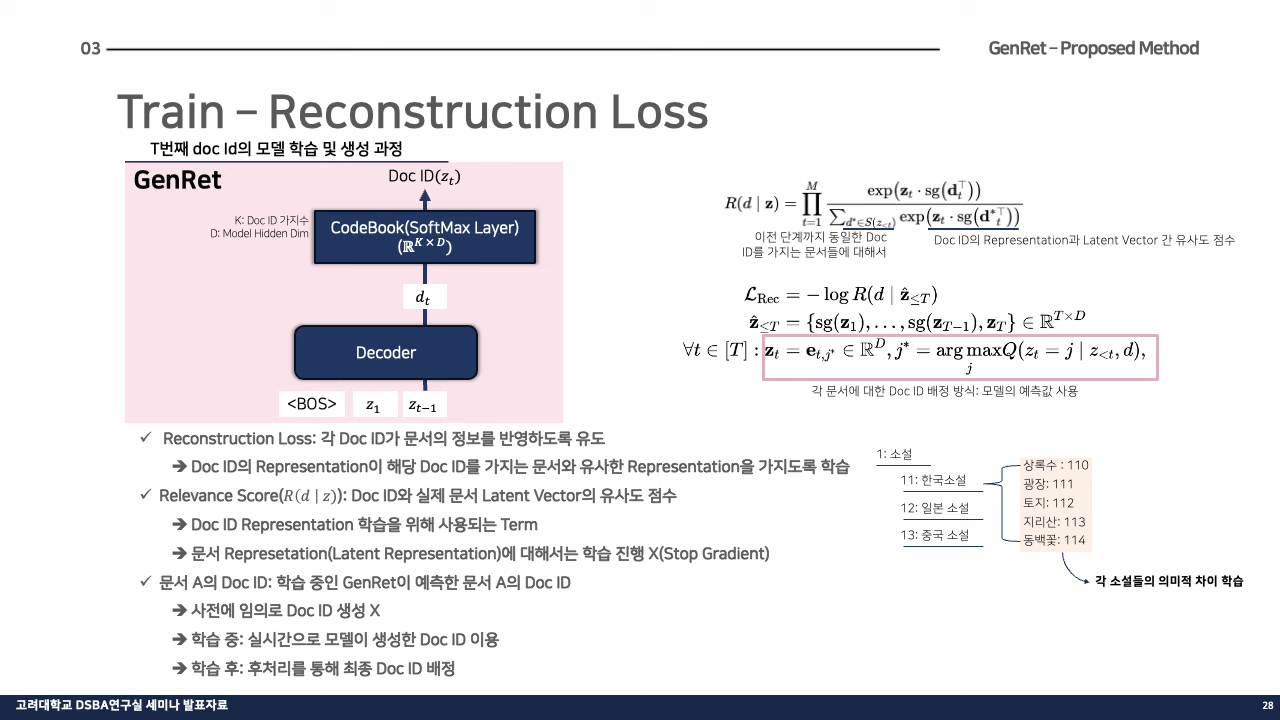 03
GenRet – Proposed Method
Train – Reconstruction Loss
T번째 doc Id의 모델 학습 및 생성 과정
GenRet
Doc ID(z_t)
K: Doc ID 가지수
D: Model Hidden Dim
CodeBook(SoftMax Layer)
(ℝ^{K×D})
d_t
Decoder
<BOS> z_1 z_{t−1}
R(d | z) = ∏_{t=1}^{M} exp(z_t · sg(d_t^⊤)) / ∑_{d*∈S(z_{<t})} exp(z_t · sg(d*_t^⊤))
이전 단계까지 동일한 Doc
ID를 가지는 문서들에 대해서
Doc ID의 Representation과 Latent Vector 간 유사도 점수
ℒ_Rec = − log R(d | ẑ_{≤T})
ẑ_{≤T} = {sg(z_1), . . . , sg(z_{T−1}), z_T} ∈ ℝ^{T×D}
∀t ∈ [T] : z_t = e_{t,j*} ∈ ℝ^D, j* = arg max_j Q(z_t = j | z_{<t}, d),
각 문서에 대한 Doc ID 배정 방식: 모델의 예측값 사용
✓ Reconstruction Loss: 각 Doc ID가 문서의 정보를 반영하도록 유도
➔ Doc ID의 Representation이 해당 Doc ID를 가지는 문서와 유사한 Representation을 가지도록 학습
✓ Relevance Score(R(d | z)): Doc ID와 실제 문서 Latent Vector의 유사도 점수
➔ Doc ID Representation 학습을 위해 사용되는 Term
➔ 문서 Represetation(Latent Representation)에 대해서는 학습 진행 X(Stop Gradient)
✓ 문서 A의 Doc ID: 학습 중인 GenRet이 예측한 문서 A의 Doc ID
➔ 사전에 임의로 Doc ID 생성 X
➔ 학습 중: 실시간으로 모델이 생성한 Doc ID 이용
➔ 학습 후: 후처리를 통해 최종 Doc ID 배정
1: 소설
11: 한국소설
12: 일본 소설
13: 중국 소설
상록수 : 110
광장: 111
토지: 112
지리산: 113
동백꽃: 114
각 소설들의 의미적 차이 학습
고려대학교 DSBA연구실 세미나 발표자료
28